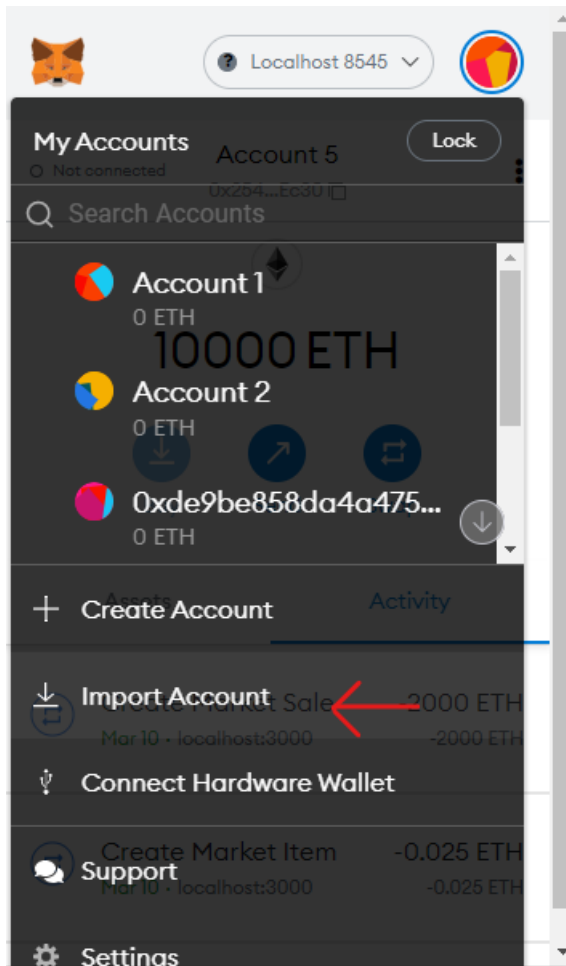 Localhost 8545
My Accounts
Lock
Account 5
Not connected
0x254...Ec30
Search Accounts
Account 1
0 ETH
10000 ETH
Account 2
0 ETH
0xde9be858da4a475...
0 ETH
Assets
Activity
Create Account
Import Account
Create Market Sale
-2000 ETH
Mar 10 · localhost:3000
-2000 ETH
Connect Hardware Wallet
Create Market Item
-0.025 ETH
Support
Mar 10 · localhost:3000
-0.025 ETH
Settings